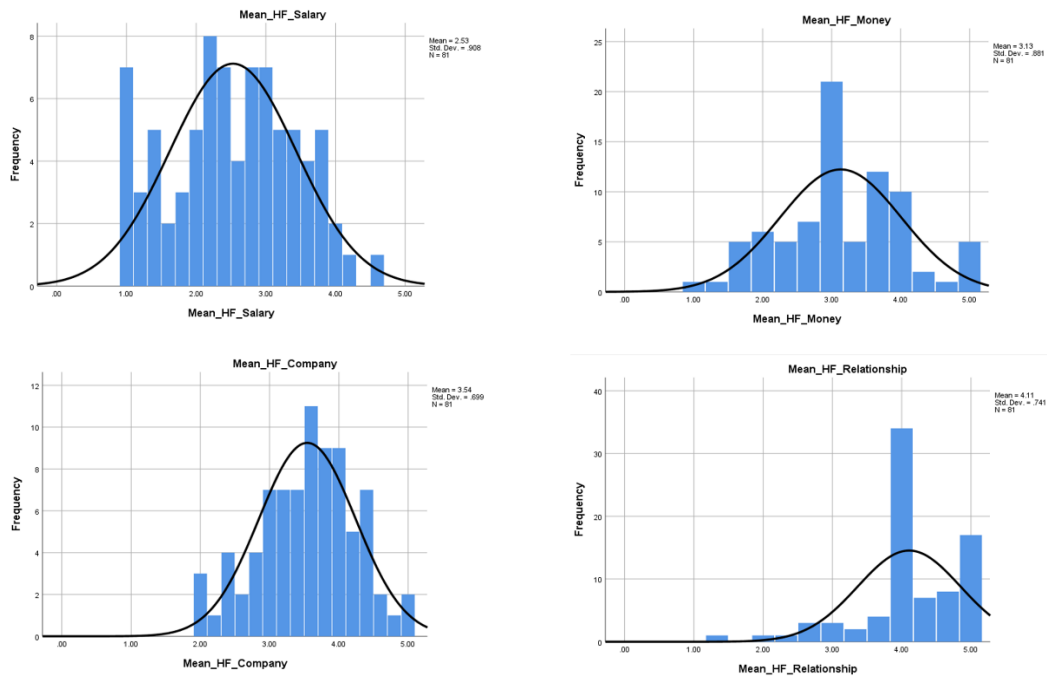 Mean_HF_Salary
Mean = 2.53
Std. Dev. = .908
N = 81
8
6
4
2
0
Frequency
.00 1.00 2.00 3.00 4.00 5.00
Mean_HF_Salary
Mean_HF_Money
Mean = 3.13
Std. Dev. = .881
N = 81
25
20
15
10
5
0
Frequency
.00 1.00 2.00 3.00 4.00 5.00
Mean_HF_Money
Mean_HF_Company
Mean = 3.54
Std. Dev. = .699
N = 81
12
10
8
6
4
2
0
Frequency
.00 1.00 2.00 3.00 4.00 5.00
Mean_HF_Company
Mean_HF_Relationship
Mean = 4.11
Std. Dev. = .741
N = 81
40
30
20
10
0
Frequency
.00 1.00 2.00 3.00 4.00 5.00
Mean_HF_Relationship